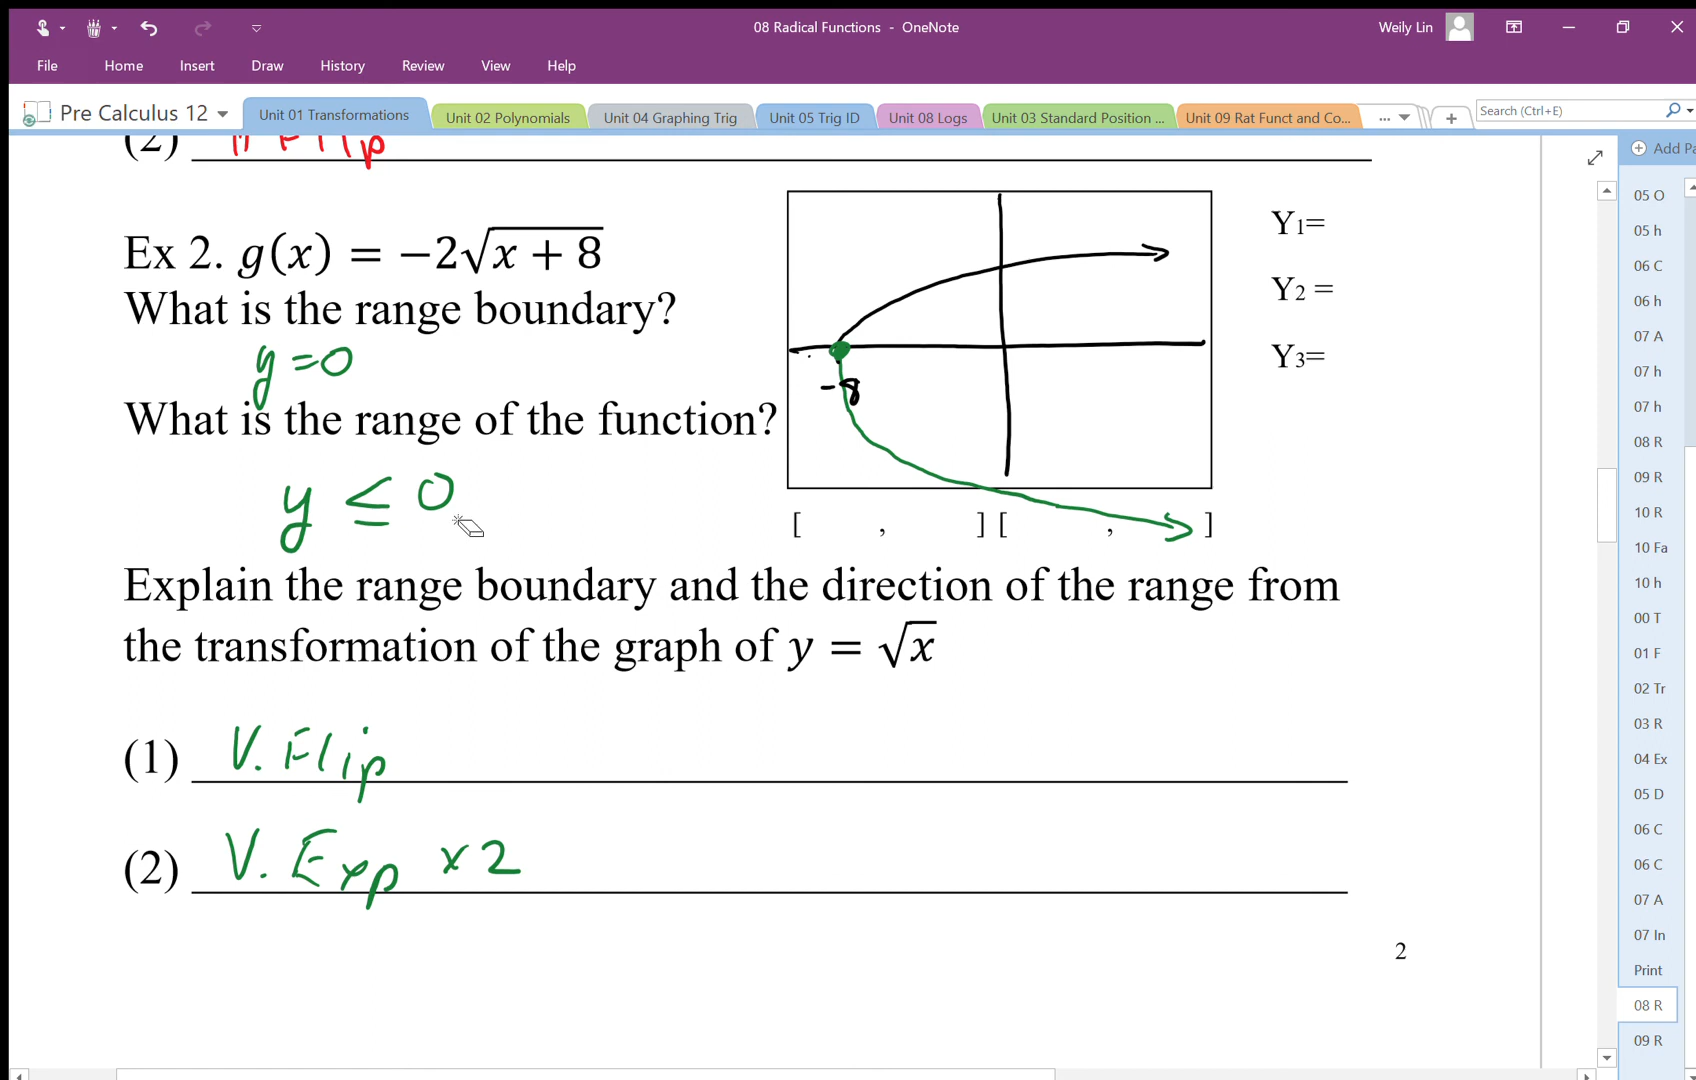 08 Radical Functions - OneNote
Weily Lin
File Home Insert Draw History Review View Help
Pre Calculus 12
Unit 01 Transformations Unit 02 Polynomials Unit 04 Graphing Trig Unit 05 Trig ID Unit 08 Logs Unit 03 Standard Position ... Unit 09 Rat Funct and Co... ...
Search (Ctrl+E)
Add Pa
(2) H Flip
Ex 2. g(x) = −2√(x + 8)
What is the range boundary?
y = 0
What is the range of the function?
y ≤ 0
-8
[ , ] [ , ]
Y1=
Y2 =
Y3=
Explain the range boundary and the direction of the range from
the transformation of the graph of y = √x
(1) V. Flip
(2) V. Exp x2
2
05 O
05 h
06 C
06 h
07 A
07 h
07 h
08 R
09 R
10 R
10 Fa
10 h
00 T
01 F
02 Tr
03 R
04 Ex
05 D
06 C
06 C
07 A
07 In
Print
08 R
09 R